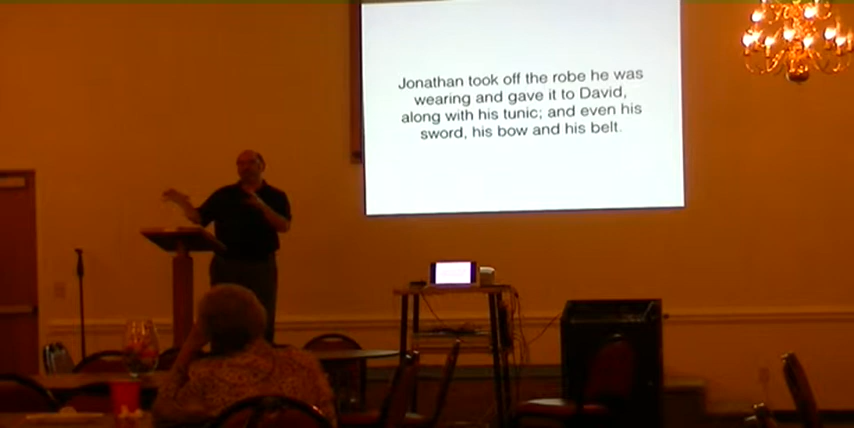 Jonathan took off the robe he was
wearing and gave it to David,
along with his tunic; and even his
sword, his bow and his belt.